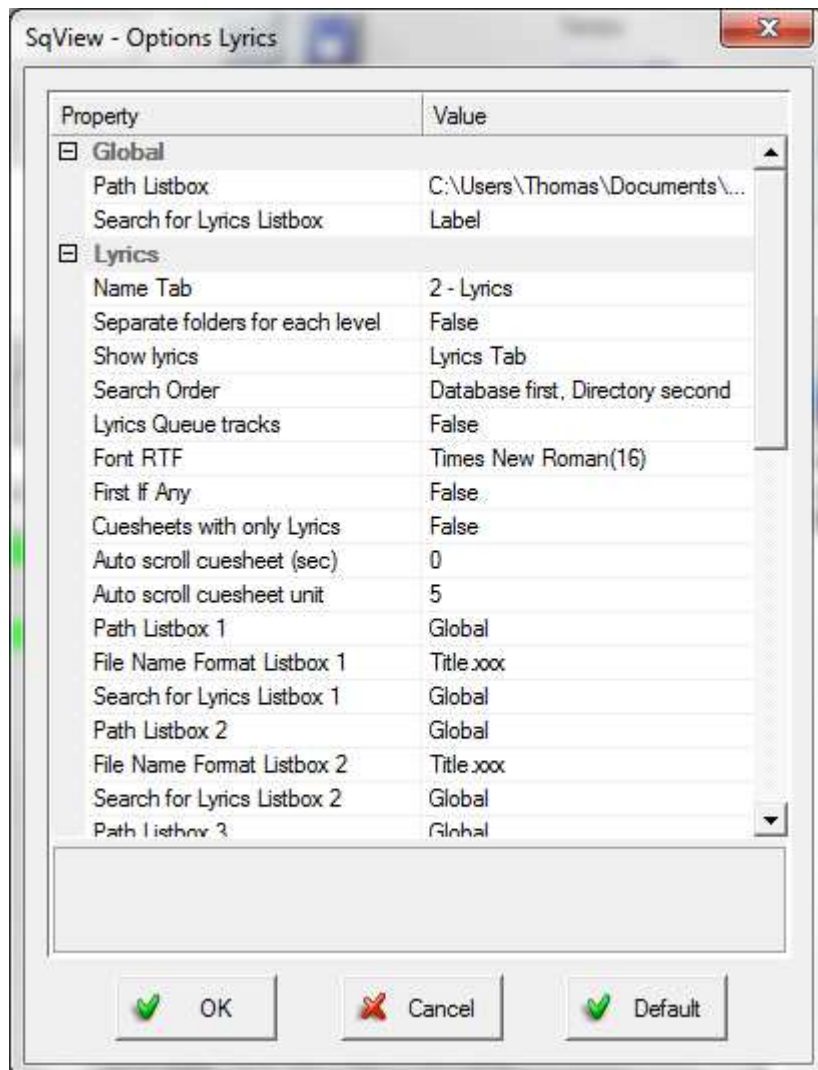 SqView - Options Lyrics
Property Value
Global
Path Listbox C:\Users\Thomas\Documents\...
Search for Lyrics Listbox Label
Lyrics
Name Tab 2 - Lyrics
Separate folders for each level False
Show lyrics Lyrics Tab
Search Order Database first, Directory second
Lyrics Queue tracks False
Font RTF Times New Roman(16)
First If Any False
Cuesheets with only Lyrics False
Auto scroll cuesheet (sec) 0
Auto scroll cuesheet unit 5
Path Listbox 1 Global
File Name Format Listbox 1 Title.xxx
Search for Lyrics Listbox 1 Global
Path Listbox 2 Global
File Name Format Listbox 2 Title.xxx
Search for Lyrics Listbox 2 Global
Path Listbox 3 Global
OK Cancel Default